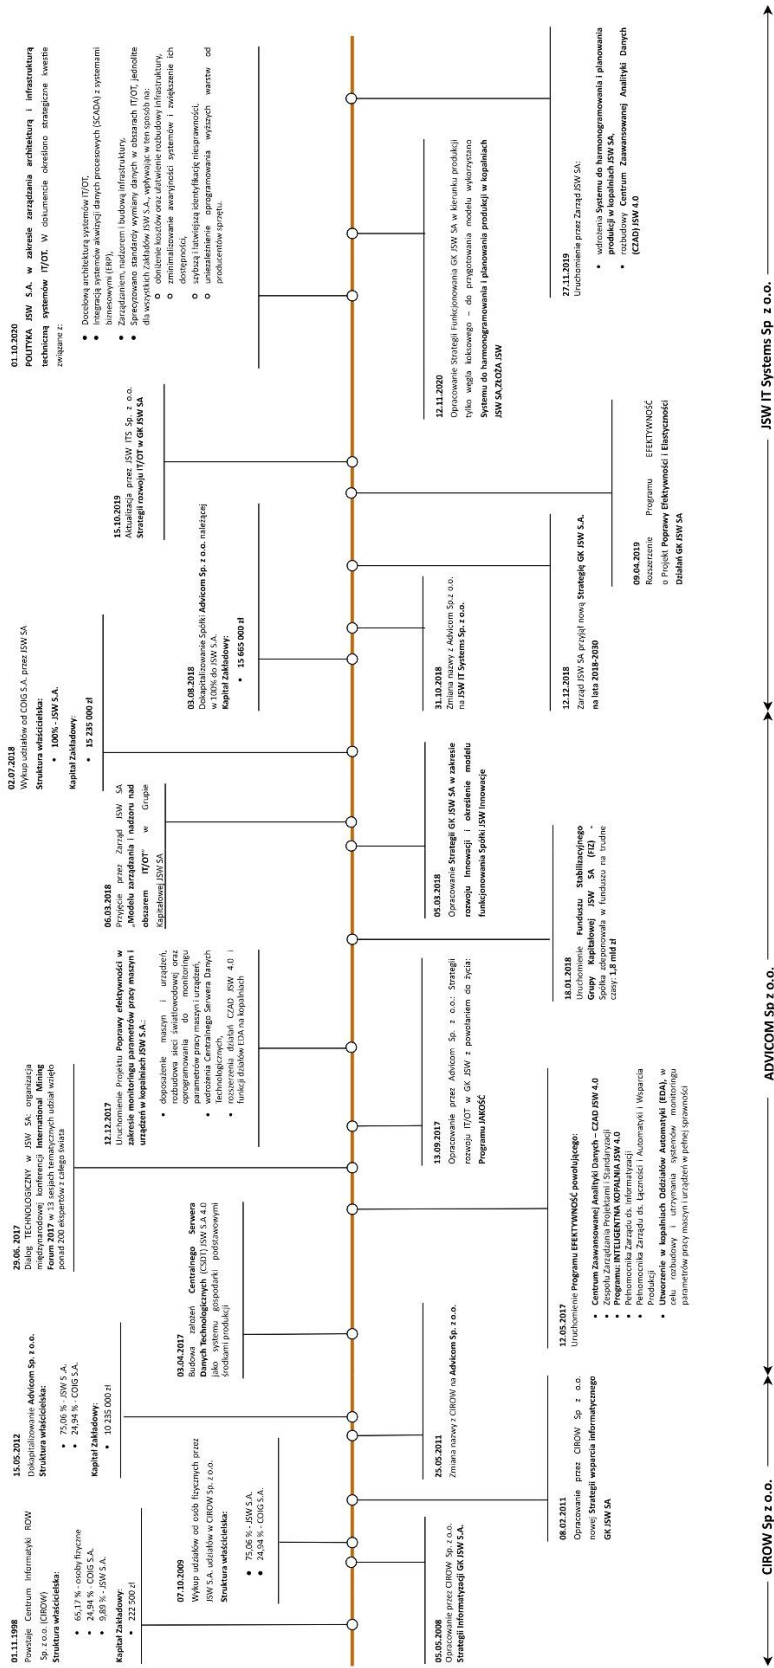 01.11.1998
Powstaje Centrum Informatyki ROW
Sp. z o.o. (CIROW)
Struktura właścicielska:
• 65,17 % - osoby fizyczne
• 24,94 % - COIG S.A.
• 9,89 % - JSW S.A.
Kapitał Zakładowy:
• 222 500 zł
05.05.2008
Opracowanie przez CIROW Sp. z o.o.
Strategii Informatyzacji GK JSW S.A.
07.10.2009
Wykup udziałów od osób fizycznych przez
JSW S.A. udziałów w CIROW Sp. z o.o.
Struktura właścicielska:
• 75,06 % - JSW S.A.
• 24,94 % - COIG S.A.
08.02.2011
Opracowanie przez CIROW Sp z o.o.
nowej Strategii wsparcia informatycznego
GK JSW SA
25.05.2011
Zmiana nazwy z CIROW na Advicom Sp. z o.o.
15.05.2012
Dokapitalizowanie Advicom Sp. z o.o.
Struktura właścicielska:
• 75,06 % - JSW S .A.
• 24,94 % - COIG S.A.
Kapitał Zakładowy:
• 10 235 000 zł
03.04.2017
Budowa założeń Centralnego Serwera
Danych Technologicznych (CSDT) JSW S.A 4.0
jako systemu gospodarki podstawowymi
środkami produkcji
12.05.2017
Uruchomienie Programu EFEKTYWNOŚĆ powołującego:
• Centrum Zaawansowanej Analityki Danych – CZAD JSW 4.0
• Zespołu Zarządzania Projektami i Standaryzacji
• Programu: INTELIGENTNA KOPALNIA JSW 4.0
• Pełnomocnika Zarządu ds. Informatyzacji
• Pełnomocnika Zarządu ds. Łączności i Automatyki i Wsparcia
Produkcji
• Utworzenie w kopalniach Oddziałów Automatyki (EDA), w
celu rozbudowy i utrzymania systemów monitoringu
parametrów pracy maszyn i urządzeń w pełnej sprawności
29.06. 2017
Dialog TECHNOLOGICZNY w JSW SA: organizacja
międzynarodowej konferencji International Mining
Forum 2017 w 13 sesjach tematycznych udział wzięło
ponad 200 ekspertów z całego świata
13.09.2017
Opracowanie przez Advicom Sp. z o.o.: Strategii
rozwoju IT/OT w GK JSW z powołaniem do życia:
Programu JAKOŚĆ
12.12.2017
Uruchomienie Projektu Poprawy efektywności w
zakresie monitoringu parametrów pracy maszyn i
urządzeń w kopalniach JSW S.A.:
• doposażenie maszyn i urządzeń,
rozbudowa sieci światłowodowej oraz
oprogramowania do monitoringu
parametrów pracy maszyn i urządzeń,
• wdrożenia Centralnego Serwera Danych
Technologicznych,
• rozszerzenia działań CZAD JSW 4.0 i
funkcji działów EDA na kopalniach
18.01.2018
Uruchomienie Funduszu Stabilizacyjnego
Grupy Kapitałowej JSW SA (FIZ) -
Spółka zdeponowała w funduszu na trudne
czasy: 1,8 mld zł
05.03.2018
Opracowanie Strategii GK JSW SA w zakresie
rozwoju Innowacji i określenie modelu
funkcjonowania Spółki JSW Innowacje
06.03.2018
Przyjęcie przez Zarząd JSW SA
„Modelu zarządzania i nadzoru nad
obszarem IT/OT” w Grupie
Kapitałowej JSW SA
02.07.2018
Wykup udziałów od COIG S.A. przez JSW SA
Struktura właścicielska:
• 100% - JSW S.A.
Kapitał Zakładowy:
• 15 235 000 zł
03.08.2018
Dokapitalizowanie Spółki Advicom Sp. z o.o. należącej
w 100% do JSW S.A.
Kapitał Zakładowy:
• 15 665 000 zł
31.10.2018
Zmiana nazwy z Advicom Sp.z o.o.
na JSW IT Systems Sp. z o.o.
12.12.2018
Zarząd JSW SA przyjął nową Strategię GK JSW S.A.
na lata 2018-2030
09.04.2019
Rozszerzenie Programu EFEKTYWNOŚĆ
o Projekt Poprawy Efektywności i Elastyczności
Działań GK JSW SA
15.10.2019
Aktualizacja przez JSW ITS Sp. z o.o.
Strategii rozwoju IT/OT w GK JSW SA
01.10.2020
POLITYKA JSW S.A. w zakresie zarządzania architekturą i infrastrukturą
techniczną systemów IT/OT. W dokumencie określono strategiczne kwestie
związane z:
• Docelową architekturą systemów IT/OT,
• Integracją systemów akwizycji danych procesowych (SCADA) z systemami
biznesowymi (ERP),
• Zarządzaniem, nadzorem i budową infrastruktury,
• Sprecyzowano standardy wymiany danych w obszarach IT/OT, jednolite
dla wszystkich Zakładów JSW S.A., wpływając w ten sposób na:
o obniżenie kosztów oraz ułatwienie rozbudowy infrastruktury,
o zminimalizowanie awaryjności systemów i zwiększenie ich
dostępności,
o szybszą i łatwiejszą identyfikację niesprawności,
o uniezależnienie oprogramowania wyższych warstw od
producentów sprzętu.
12.11.2020
Opracowanie Strategii Funkcjonowania GK JSW SA w kierunku produkcji
tylko węgla koksowego – do przygotowania modelu wykorzystano
Systemu do harmonogramowania i planowania produkcji w kopalniach
JSW SA,ZŁOŻA JSW
27.11.2019
Uruchomienie przez Zarząd JSW SA:
• wdrożenia Systemu do harmonogramowania i planowania
produkcji w kopalniach JSW SA,
• rozbudowy Centrum Zaawansowanej Analityki Danych
(CZAD) JSW 4.0
CIROW Sp z o.o.
ADVICOM Sp z o.o.
JSW IT Systems Sp z o.o.